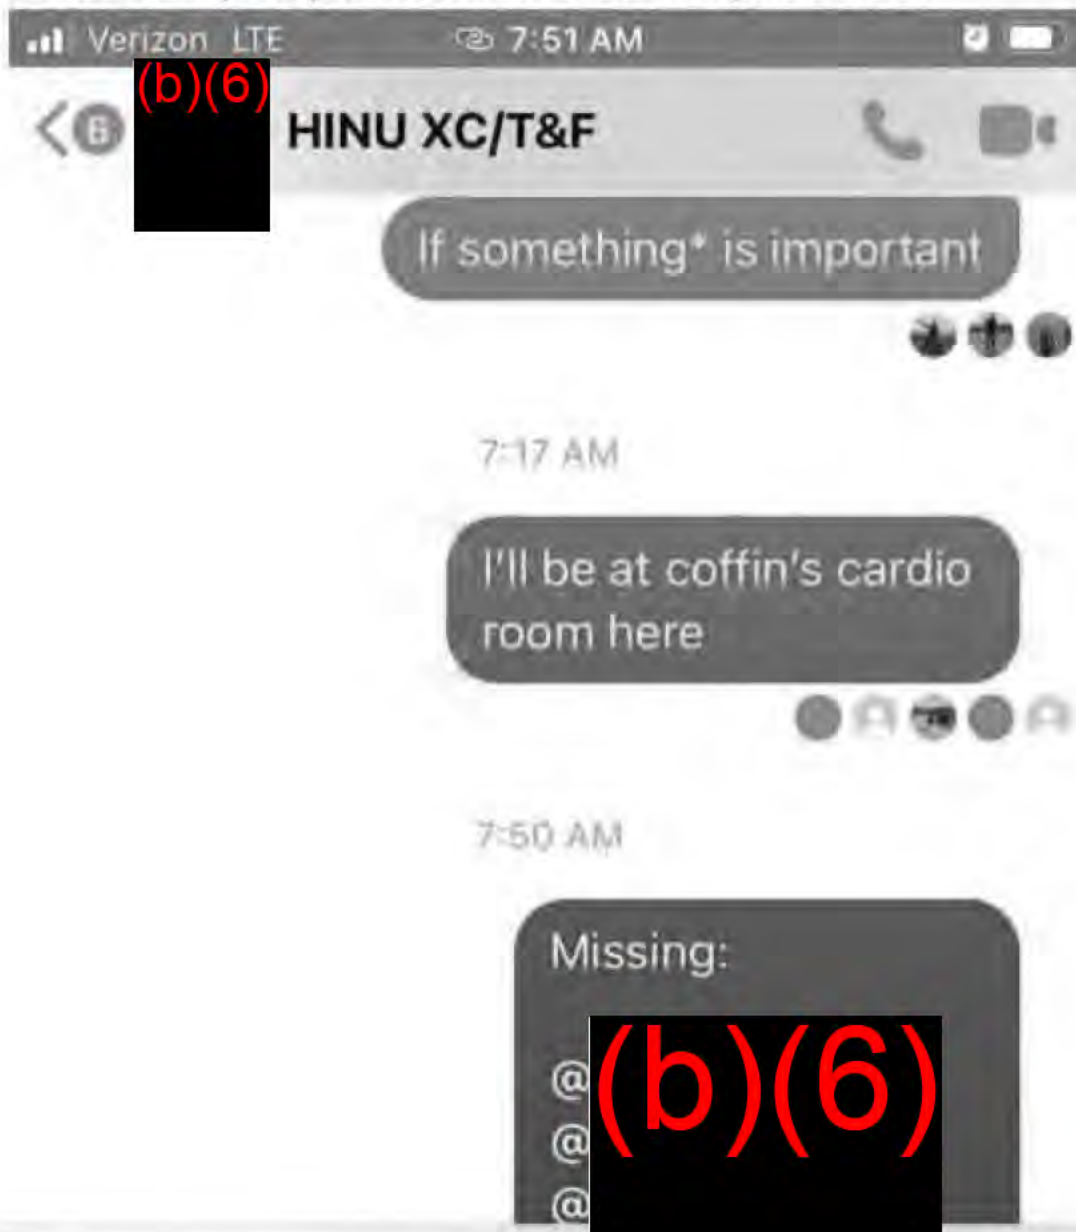 Verizon LTE 7:51 AM
6 (b)(6) HINU XC/T&F
If something* is important
7:17 AM
I'll be at coffin's cardio
room here
7:50 AM
Missing:
@ (b)(6)
@
@